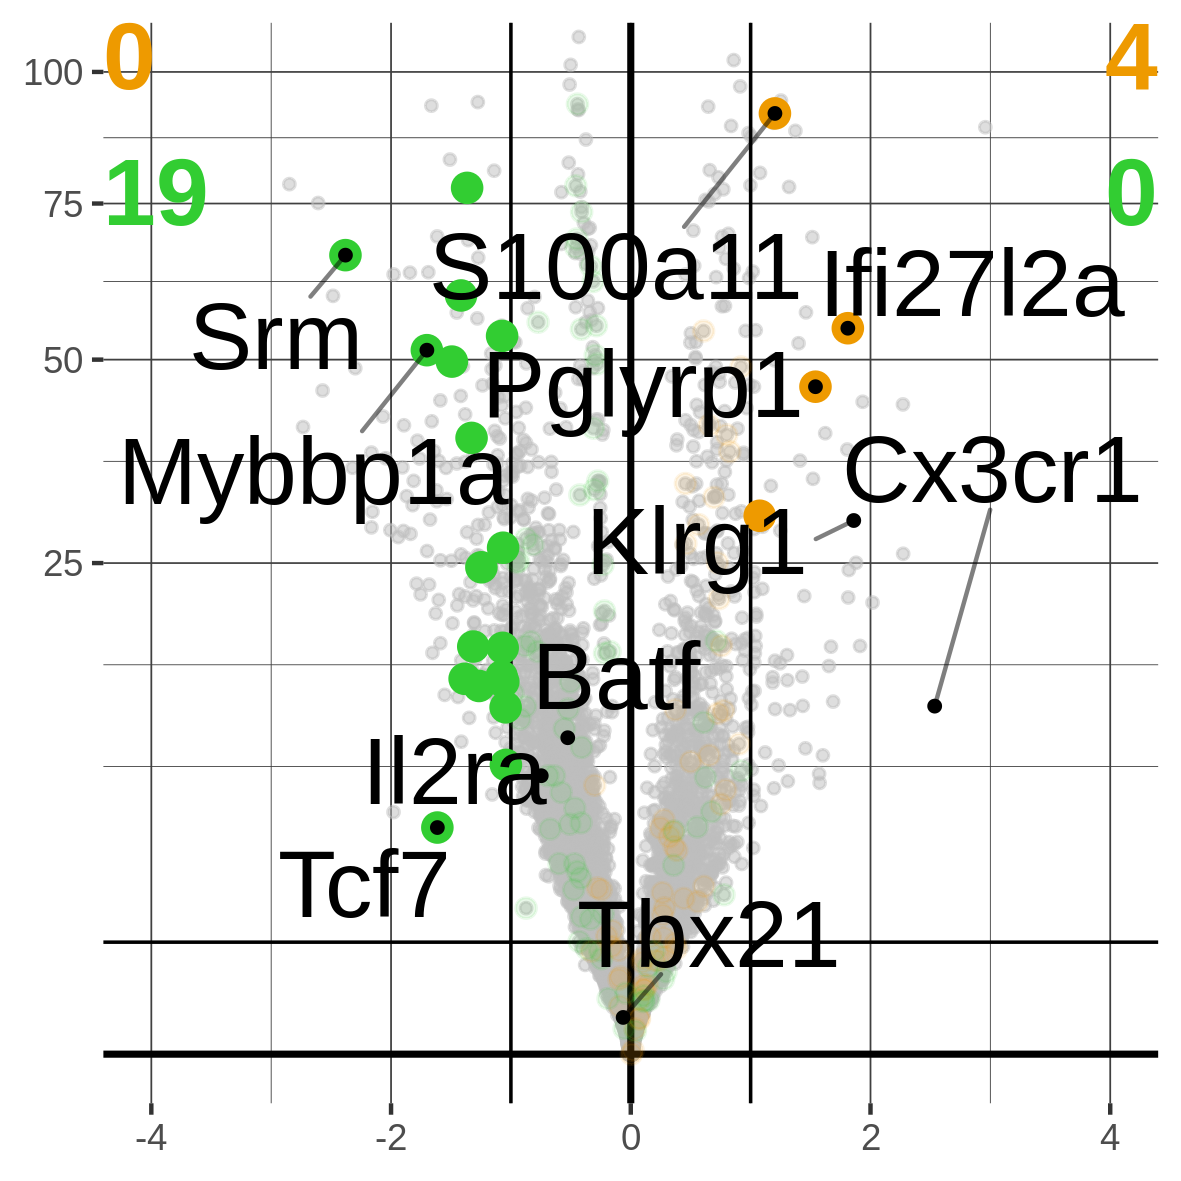 0
4
100
19
0
75
S100a11
Ifi27l2a
Srm
50
Pglyrp1
Mybbp1a
Cx3cr1
Klrg1
25
Batf
Il2ra
Tcf7
Tbx21
-4
-2
0
2
4